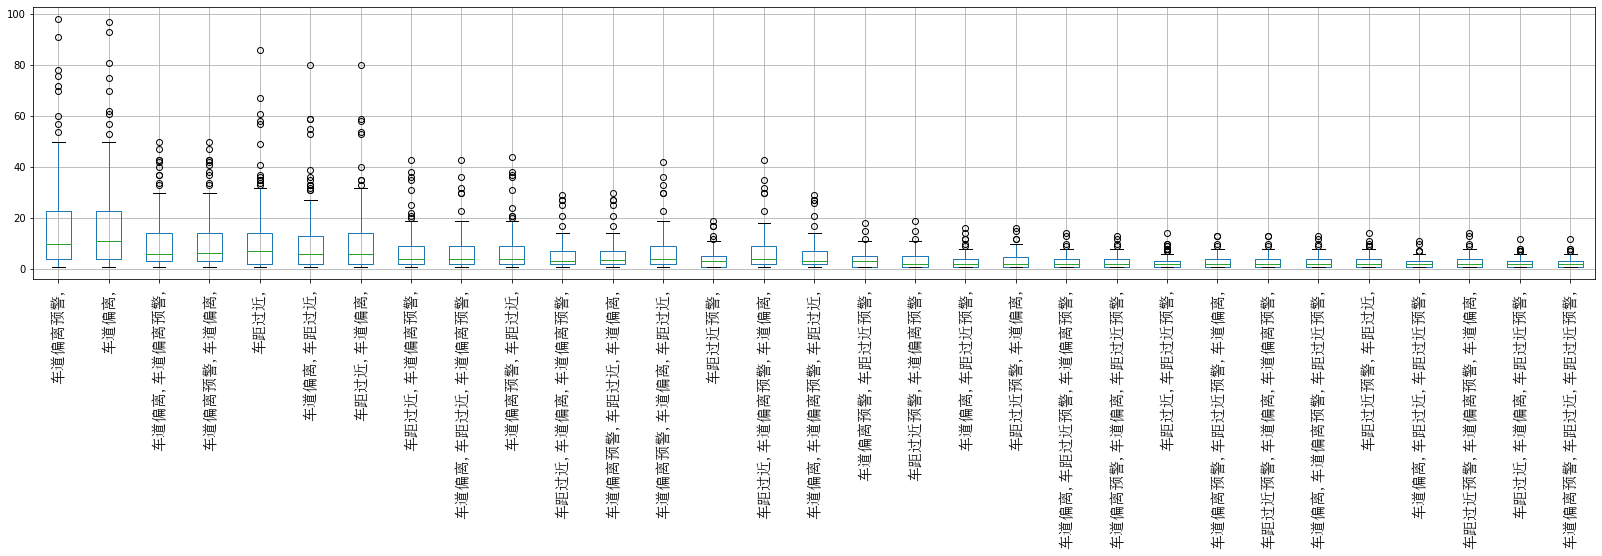 100
80
60
40
20
0
车道偏离预警,
车道偏离,
车道偏离,车道偏离预警,
车道偏离预警,车道偏离,
车距过近,
车道偏离,车距过近,
车距过近,车道偏离,
车距过近,车道偏离预警,
车道偏离,车距过近,车道偏离预警,
车道偏离预警,车距过近,
车距过近,车道偏离,车道偏离预警,
车道偏离预警,车距过近,车道偏离,
车道偏离预警,车道偏离,车距过近,
车距过近预警,
车距过近,车道偏离预警,车道偏离,
车道偏离,车道偏离预警,车距过近,
车道偏离预警,车距过近预警,
车距过近预警,车道偏离预警,
车道偏离,车距过近预警,
车距过近预警,车道偏离,
车道偏离,车距过近预警,车道偏离预警,
车道偏离预警,车道偏离,车距过近预警,
车距过近,车距过近预警,
车道偏离预警,车距过近预警,车道偏离,
车距过近预警,车道偏离,车道偏离预警,
车道偏离,车道偏离预警,车距过近预警,
车距过近预警,车距过近,
车道偏离,车距过近,车距过近预警,
车距过近预警,车道偏离预警,车道偏离,
车距过近,车道偏离,车距过近预警,
车道偏离预警,车距过近,车距过近预警,